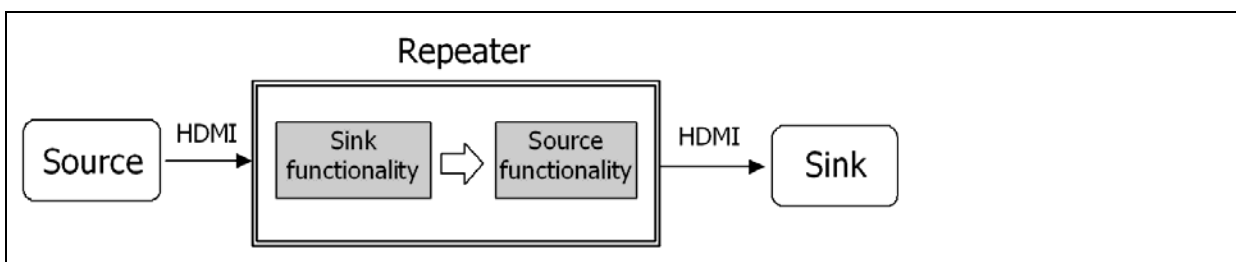 Repeater
Source
HDMI
Sink
functionality
Source
functionality
HDMI
Sink